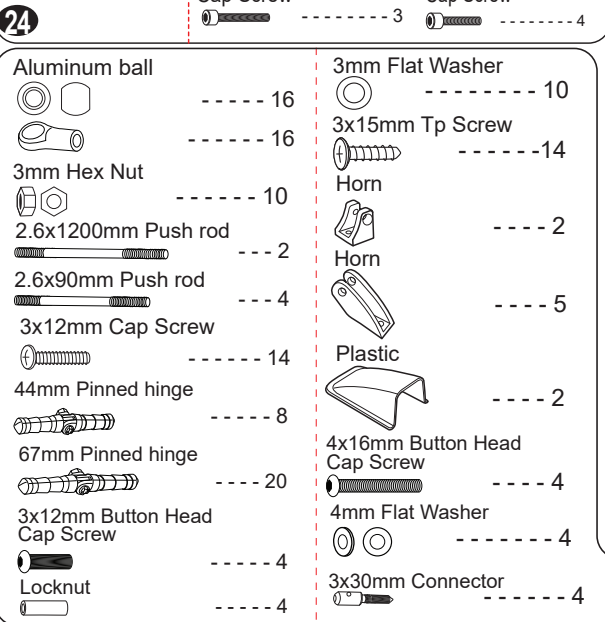 24
Cap Screw
- - - - - - - - 3
Cap Screw
- - - - - - - 4
Aluminum ball
- - - - - 16
- - - - - 16
3mm Hex Nut
- - - - - - 10
2.6x1200mm Push rod
- - - 2
2.6x90mm Push rod
- - - 4
3x12mm Cap Screw
- - - - - - 14
44mm Pinned hinge
- - - - - 8
67mm Pinned hinge
- - - - 20
3x12mm Button Head
Cap Screw
- - - - - 4
Locknut
- - - - - 4
3mm Flat Washer
- - - - - - - - 10
3x15mm Tp Screw
- - - - - -14
Horn
- - - - 2
Horn
- - - - 5
Plastic
- - - - 2
4x16mm Button Head
Cap Screw
- - - - 4
4mm Flat Washer
- - - - - - 4
3x30mm Connector
- - - - - - 4